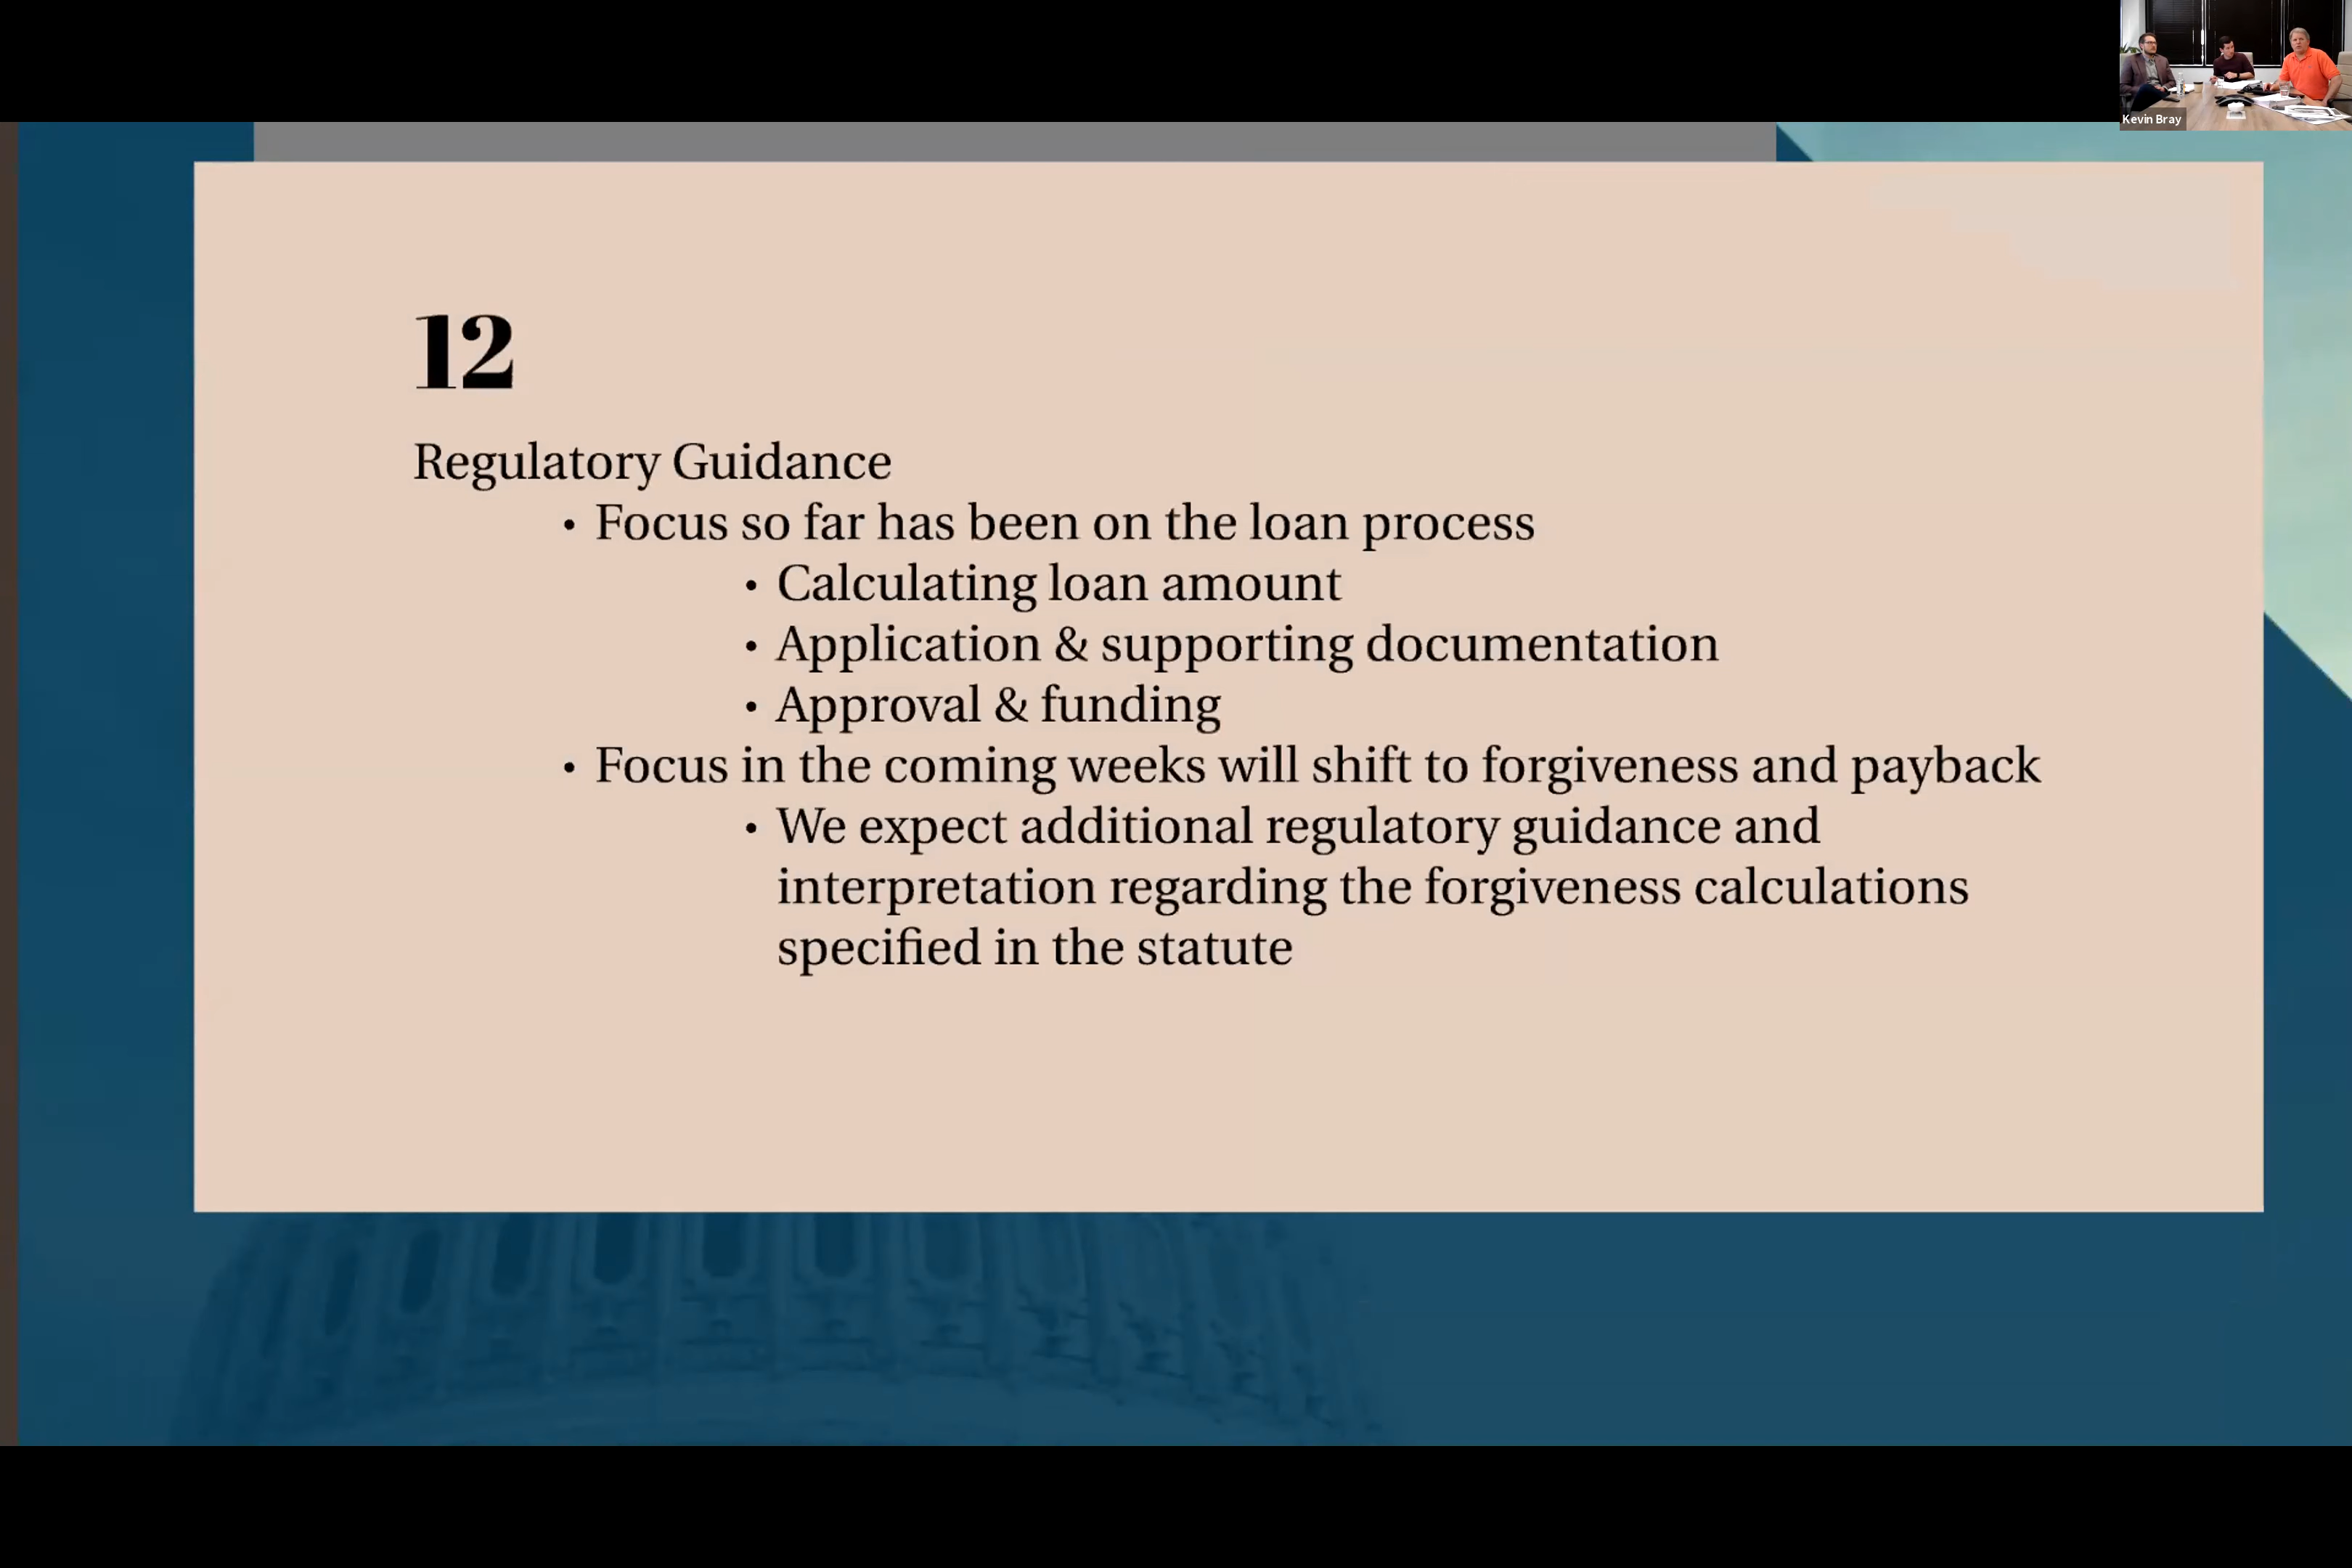 Kevin Bray
12
Regulatory Guidance
• Focus so far has been on the loan process
• Calculating loan amount
• Application & supporting documentation
• Approval & funding
• Focus in the coming weeks will shift to forgiveness and payback
• We expect additional regulatory guidance and
interpretation regarding the forgiveness calculations
specified in the statute